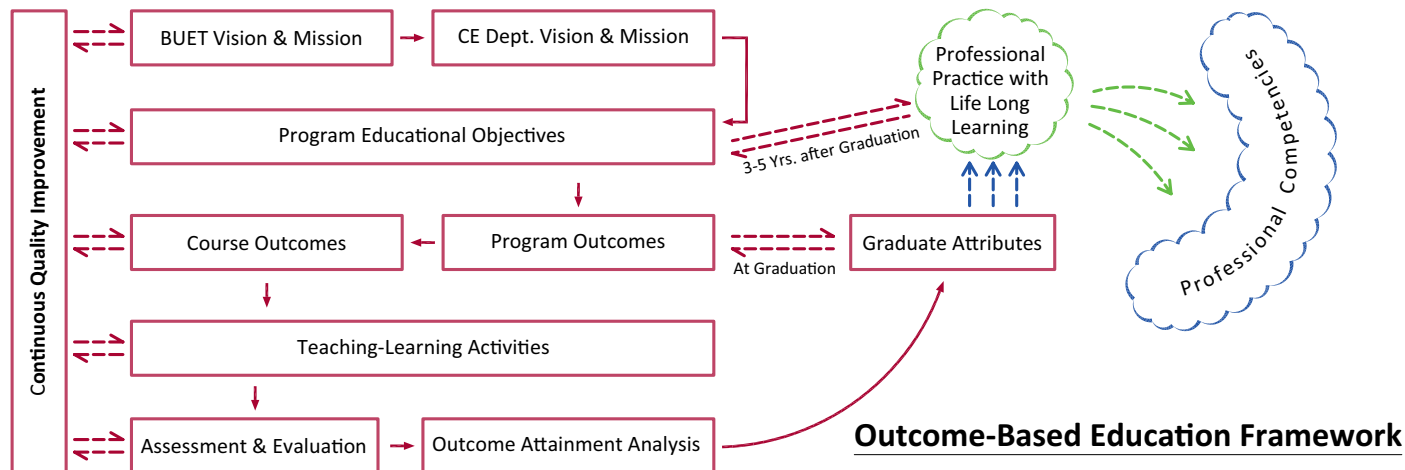 Continuous Quality Improvement
BUET Vision & Mission
CE Dept. Vision & Mission
Program Educational Objectives
3-5 Yrs. after Graduation
Professional
Practice with
Life Long
Learning
Professional Competencies
Course Outcomes
Program Outcomes
At Graduation
Graduate Attributes
Teaching-Learning Activities
Assessment & Evaluation
Outcome Attainment Analysis
Outcome-Based Education Framework